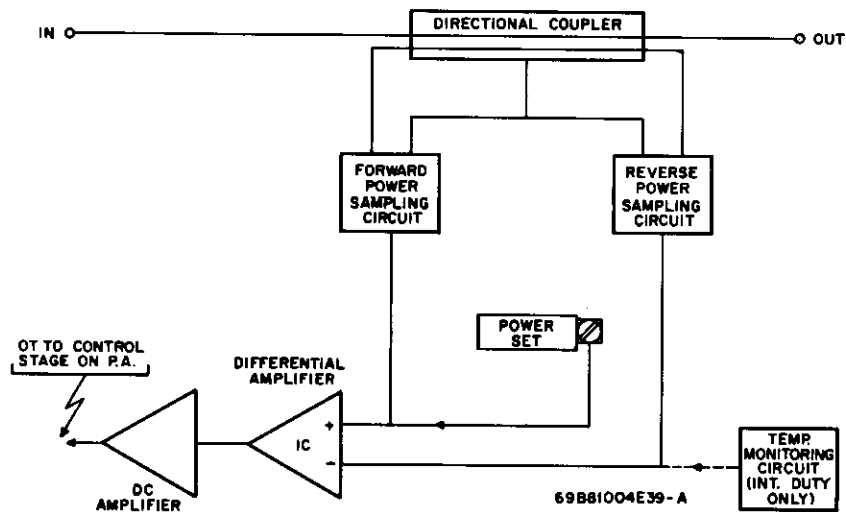 DIRECTIONAL COUPLER
IN
OUT
FORWARD
POWER
SAMPLING
CIRCUIT
REVERSE
POWER
SAMPLING
CIRCUIT
POWER
SET
OT TO CONTROL
STAGE ON P.A.
DIFFERENTIAL
AMPLIFIER
+
IC
-
DC
AMPLIFIER
TEMP.
MONITORING
CIRCUIT
(INT. DUTY
ONLY)
69B81004E39-A